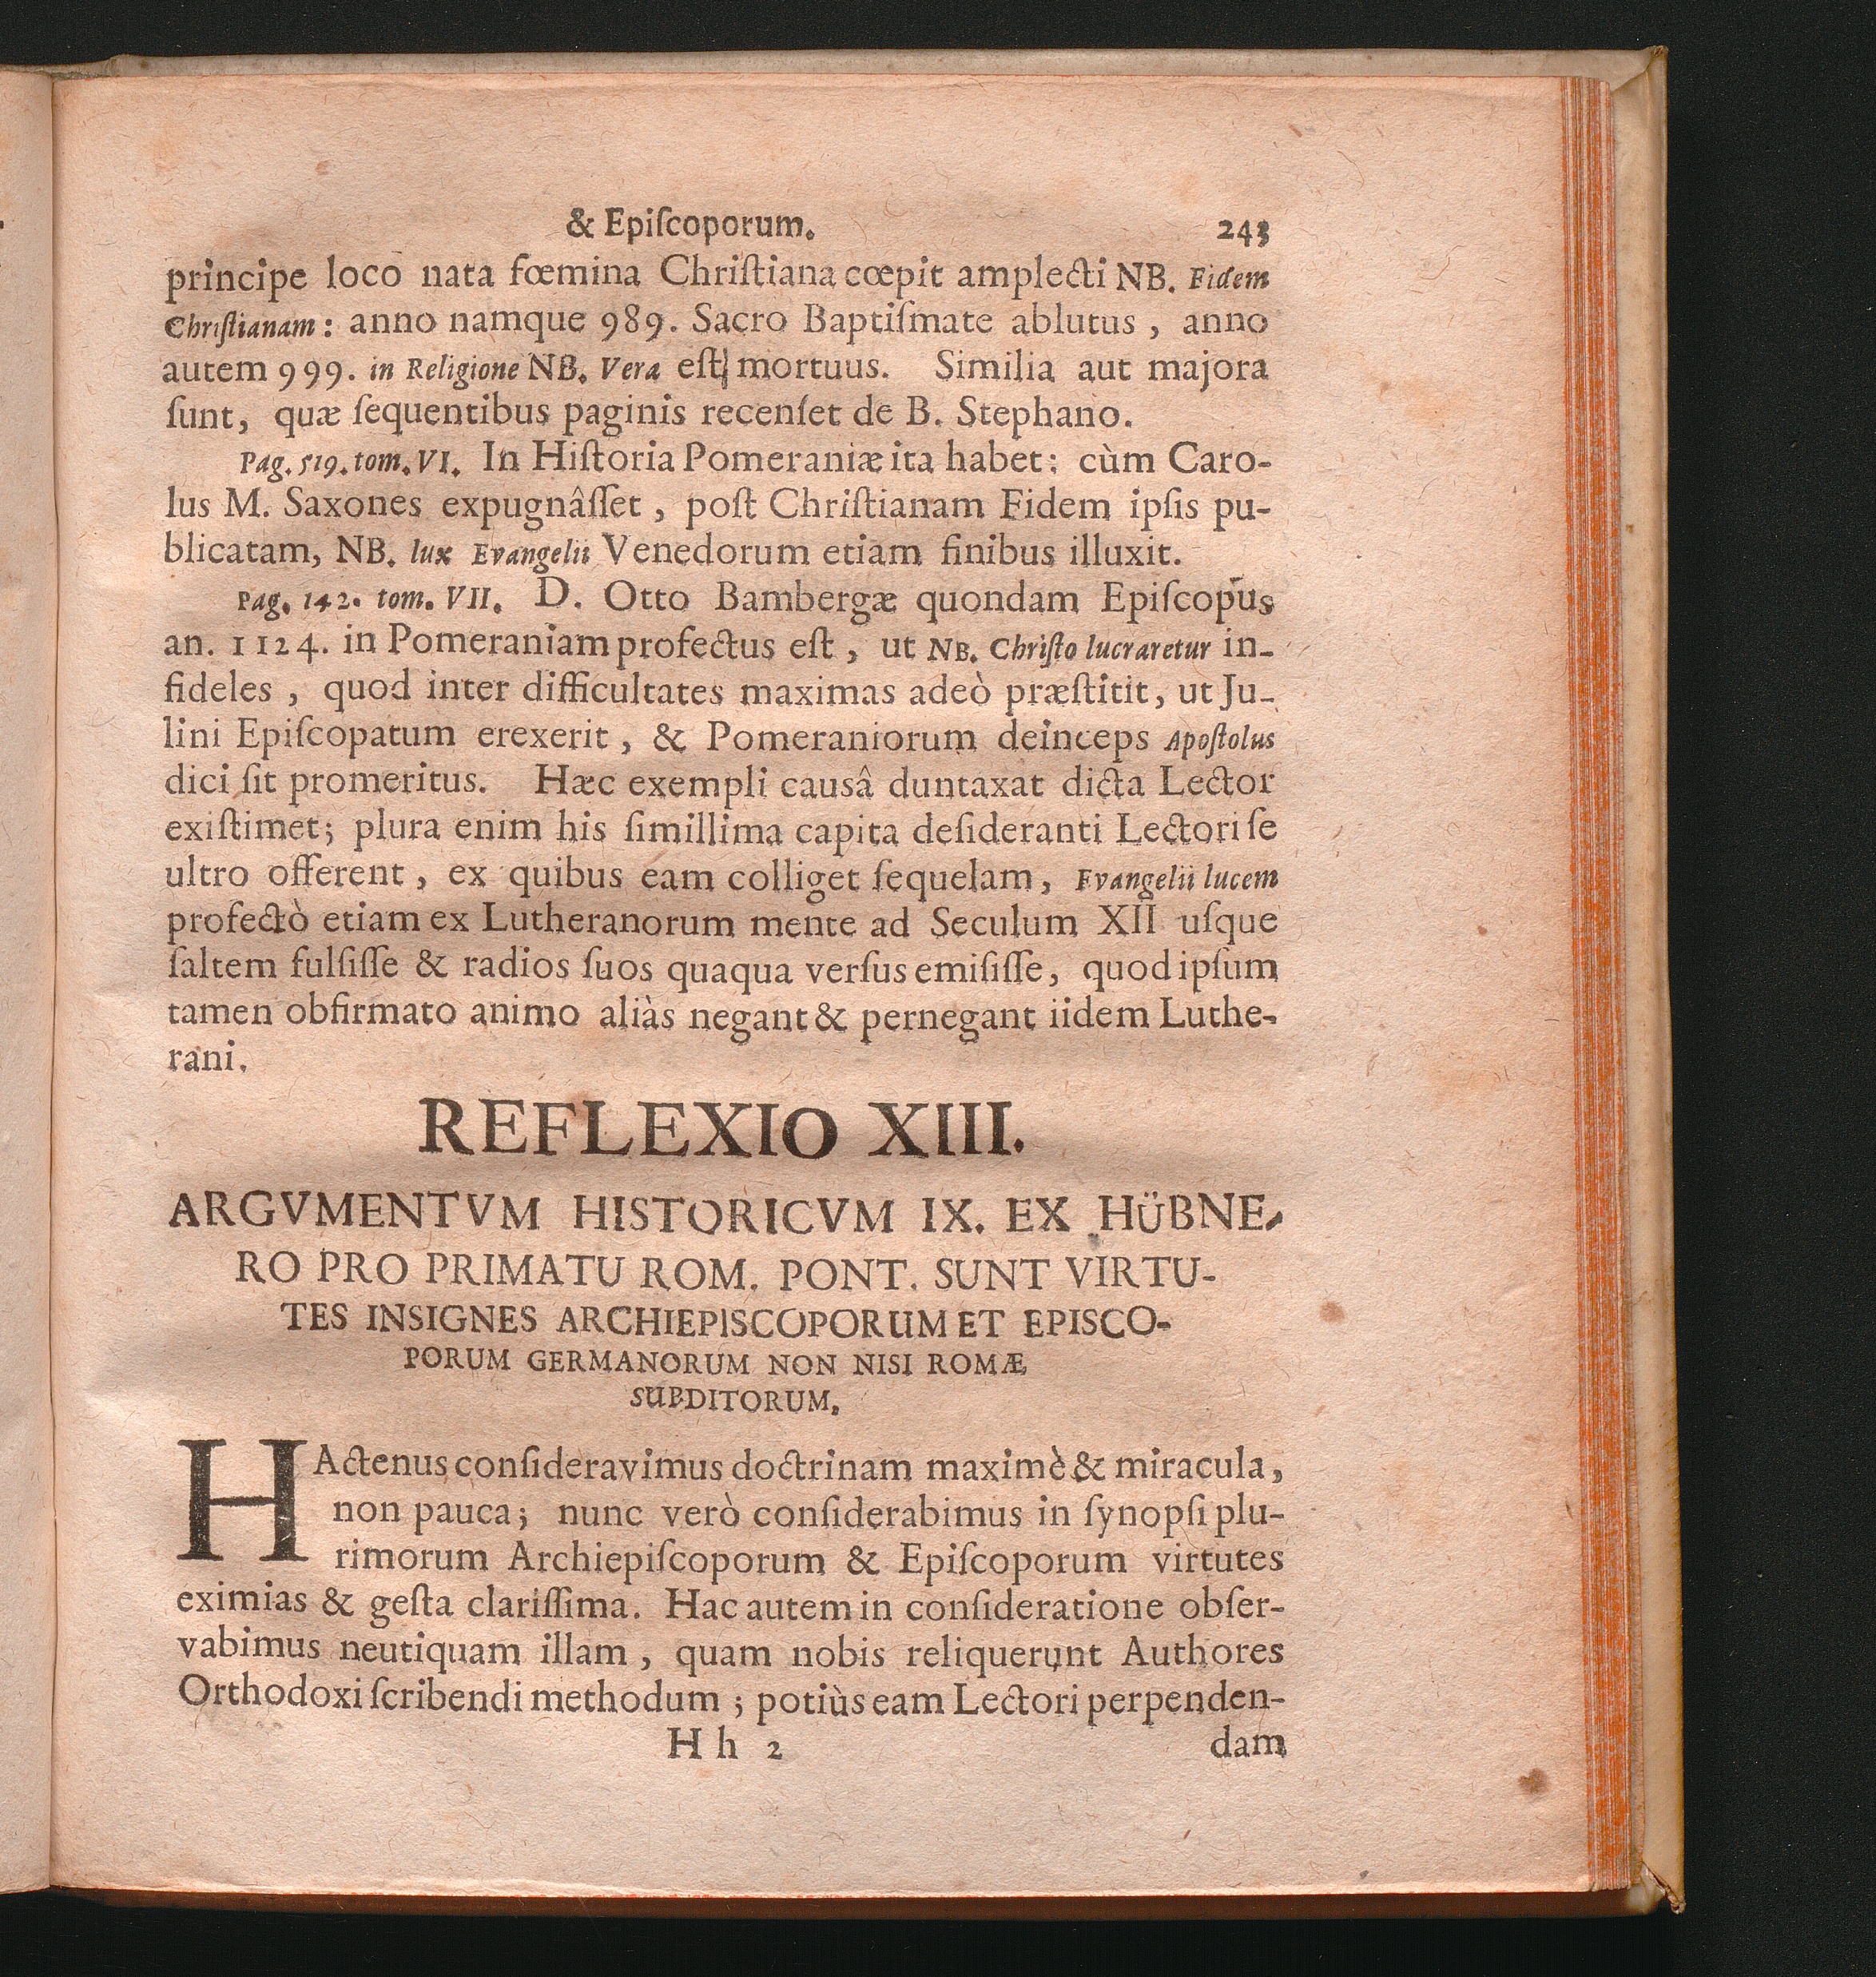 & Epiſcoporum. 243
principe loco nata fœmina Chriſtiana cœpit amplecti NB. Fidem
Chriſtianam: anno namque 989. Sacro Baptiſmate ablutus, anno
autem 999. in Religione NB. Vera eſt mortuus. Similia aut majora
ſunt, quæ ſequentibus paginis recenſet de B. Stephano.
Pag. 519. tom. VI. In Hiſtoria Pomeraniæ ita habet: cùm Caro-
lus M. Saxones expugnâſſet, poſt Chriſtianam Fidem ipſis pu-
blicatam, NB. lux Evangelii Venedorum etiam finibus illuxit.
Pag. 142. tom. VII. D. Otto Bambergæ quondam Epiſcopus
an. 1124. in Pomeraniam profectus eſt, ut NB. Chriſto lucraretur in-
fideles, quod inter difficultates maximas adeò præſtitit, ut Ju-
lini Epiſcopatum erexerit, & Pomeraniorum deinceps Apoſtolus
dici ſit promeritus. Hæc exempli causâ duntaxat dicta Lector
exiſtimet; plura enim his ſimillima capita deſideranti Lectori ſe
ultro offerent, ex quibus eam colliget ſequelam, Evangelii lucem
profectò etiam ex Lutheranorum mente ad Seculum XII uſque
ſaltem fulſiſſe & radios ſuos quaqua verſus emiſiſſe, quod ipſum
tamen obfirmato animo aliàs negant & pernegant iidem Luthe-
rani.
REFLEXIO XIII.
ARGVMENTVM HISTORICVM IX. EX HÜBNE-
RO PRO PRIMATU ROM. PONT. SUNT VIRTU-
TES INSIGNES ARCHIEPISCOPORUM ET EPISCO-
PORUM GERMANORUM NON NISI ROMÆ
SUBDITORUM.
HActenus conſideravimus doctrinam maximè & miracula,
non pauca; nunc verò conſiderabimus in ſynopſi plu-
rimorum Archiepiſcoporum & Epiſcoporum virtutes
eximias & geſta clariſſima. Hac autem in conſideratione obſer-
vabimus neutiquam illam, quam nobis reliquerunt Authores
Orthodoxi ſcribendi methodum; potiùs eam Lectori perpenden-
H h 2 dam